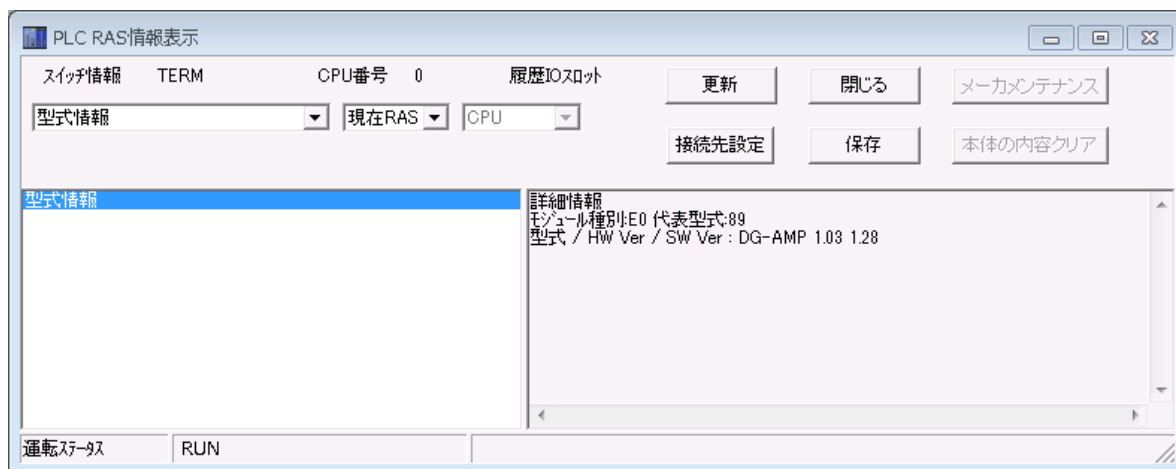 PLC RAS情報表示
スイッチ情報 TERM CPU番号 0 履歴IOスロット
更新 閉じる メーカメンテナンス
型式情報 現在RAS CPU
接続先設定 保存 本体の内容クリア
型式情報
詳細情報
モジュール種別:E0 代表型式:89
型式 / HW Ver / SW Ver : DG-AMP 1.03 1.28
運転ステータス RUN